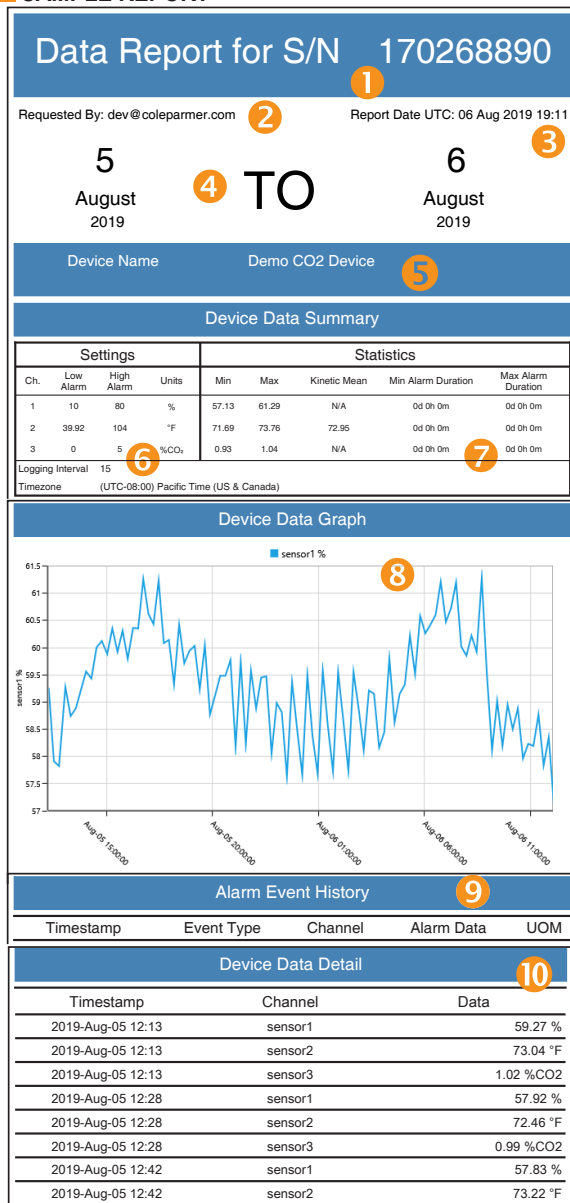 Data Report for S/N 170268890
1
Requested By: dev@coleparmer.com 2 Report Date UTC: 06 Aug 2019 19:11
3
5 6
4 TO
August August
2019 2019
Device Name Demo CO2 Device 5
Device Data Summary
Settings Statistics
Ch. Low Alarm High Alarm Units Min Max Kinetic Mean Min Alarm Duration Max Alarm Duration
1 10 80 % 57.13 61.29 N/A 0d 0h 0m 0d 0h 0m
2 39.92 104 °F 71.69 73.76 72.95 0d 0h 0m 0d 0h 0m
3 0 5 %CO₂ 0.93 1.04 N/A 0d 0h 0m 0d 0h 0m
6 7
Logging Interval 15
Timezone (UTC-08:00) Pacific Time (US & Canada)
Device Data Graph
sensor1 %
8
61.5
61
60.5
60
59.5
59
58.5
58
57.5
57
sensor1 %
Aug-05 15:00:00 Aug-05 20:00:00 Aug-06 01:00:00 Aug-06 06:00:00 Aug-06 11:00:00
Alarm Event History 9
Timestamp Event Type Channel Alarm Data UOM
Device Data Detail 10
Timestamp Channel Data
2019-Aug-05 12:13 sensor1 59.27 %
2019-Aug-05 12:13 sensor2 73.04 °F
2019-Aug-05 12:13 sensor3 1.02 %CO2
2019-Aug-05 12:28 sensor1 57.92 %
2019-Aug-05 12:28 sensor2 72.46 °F
2019-Aug-05 12:28 sensor3 0.99 %CO2
2019-Aug-05 12:42 sensor1 57.83 %
2019-Aug-05 12:42 sensor2 73.22 °F